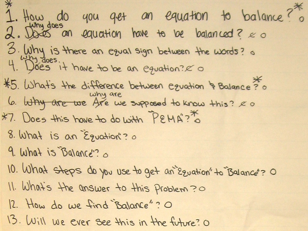 *1. How do you get an equation to balance?*
why does
2. Does an equation have to be balanced? c o
3. Why is there an equal sign between the words? o
why does
4. Does it have to be an equation? c o
*5. What's the difference between equation & Balance? o *
why are
6. Why are we Are we supposed to know this? c o
*7. Does this have to do with "PEMA"?* o
8. What is an "Equation"? o
9. What is "Balance"? o
10. What steps do you use to get an "Equation" to "Balance"? o
11. What's the answer to this Problem? o
12. How do we find "Balance"? o
13. Will we ever see this in the future? o